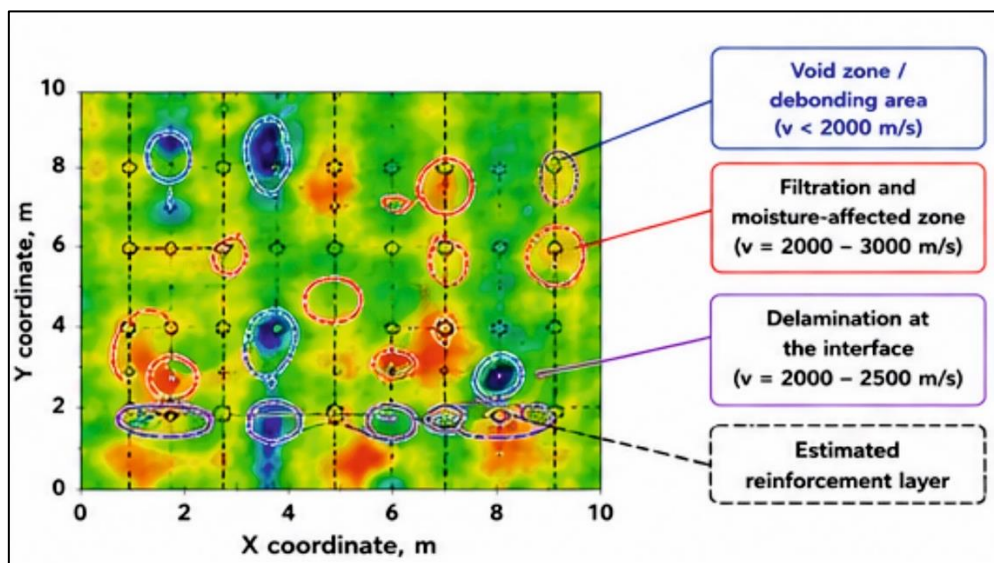 10
8
6
4
2
0
Y coordinate, m
0 2 4 6 8 10
X coordinate, m
Void zone /
debonding area
(v < 2000 m/s)
Filtration and
moisture-affected zone
(v = 2000 – 3000 m/s)
Delamination at
the interface
(v = 2000 – 2500 m/s)
Estimated
reinforcement layer